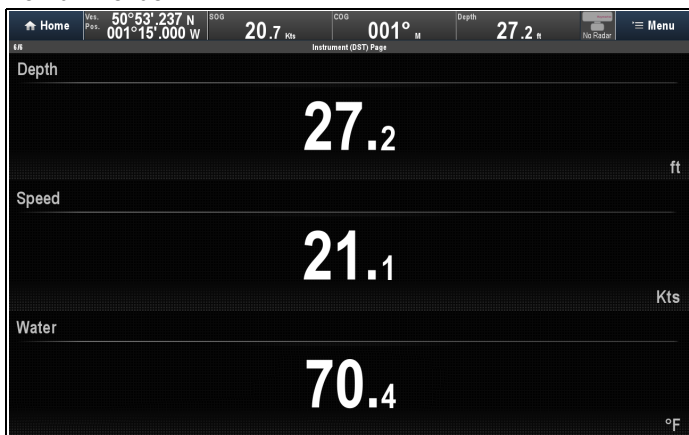 Home
Ves. Pos. 50°53'.237 N
001°15'.000 W
SOG
20.7 Kts
COG
001° M
Depth
27.2 ft
No Radar
Menu
6/6
Instrument (DST) Page
Depth
27.2
ft
Speed
21.1
Kts
Water
70.4
°F